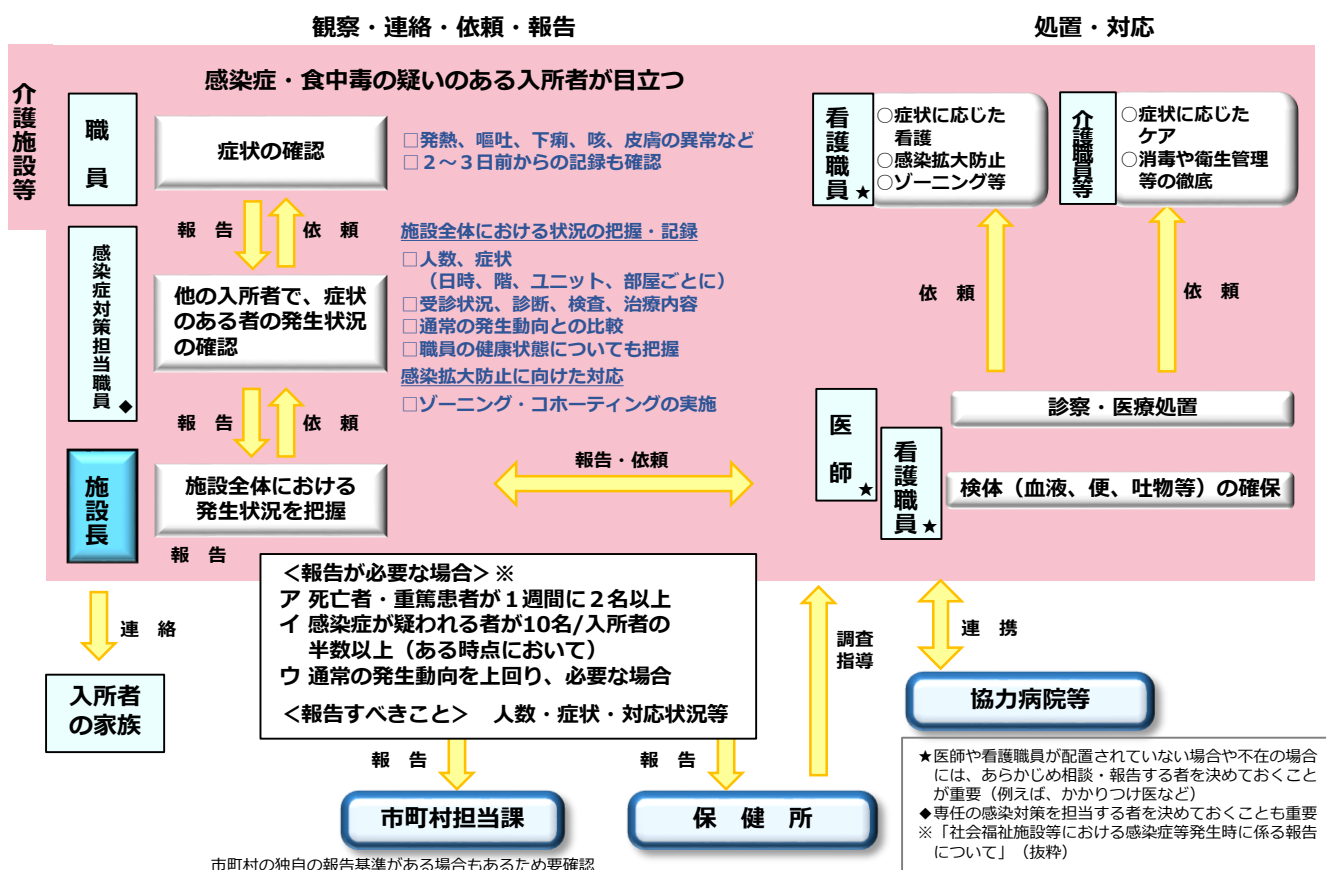 観察・連絡・依頼・報告
処置・対応
介護施設等
感染症・食中毒の疑いのある入所者が目立つ
職員
症状の確認
□発熱、嘔吐、下痢、咳、皮膚の異常など
□２～３日前からの記録も確認
報 告
依 頼
感染症対策担当職員◆
他の入所者で、症状
のある者の発生状況
の確認
施設全体における状況の把握・記録
□人数、症状
（日時、階、ユニット、部屋ごとに）
□受診状況、診断、検査、治療内容
□通常の発生動向との比較
□職員の健康状態についても把握
感染拡大防止に向けた対応
□ゾーニング・コホーティングの実施
報 告
依 頼
施設長
施設全体における
発生状況を把握
報告・依頼
報 告
看護職員★
○症状に応じた
看護
○感染拡大防止
○ゾーニング等
介護職員等
○症状に応じた
ケア
○消毒や衛生管理
等の徹底
依 頼
依 頼
医師★
看護職員★
診察・医療処置
検体（血液、便、吐物等）の確保
＜報告が必要な場合＞※
ア 死亡者・重篤患者が１週間に２名以上
イ 感染症が疑われる者が10名/入所者の
半数以上（ある時点において）
ウ 通常の発生動向を上回り、必要な場合
＜報告すべきこと＞ 人数・症状・対応状況等
連 絡
入所者
の家族
報 告
報 告
調査
指導
連 携
市町村担当課
保 健 所
協力病院等
市町村の独自の報告基準がある場合もあるため要確認
★医師や看護職員が配置されていない場合や不在の場合
には、あらかじめ相談・報告する者を決めておくこと
が重要（例えば、かかりつけ医など）
◆専任の感染対策を担当する者を決めておくことも重要
※「社会福祉施設等における感染症等発生時に係る報告
について」（抜粋）